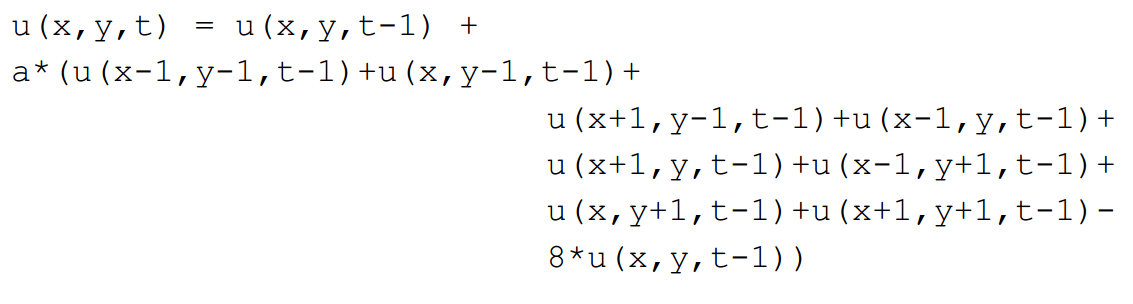 u(x,y,t) = u(x,y,t-1) +
a*(u(x-1,y-1,t-1)+u(x,y-1,t-1)+
u(x+1,y-1,t-1)+u(x-1,y,t-1)+
u(x+1,y,t-1)+u(x-1,y+1,t-1)+
u(x,y+1,t-1)+u(x+1,y+1,t-1)-
8*u(x,y,t-1))